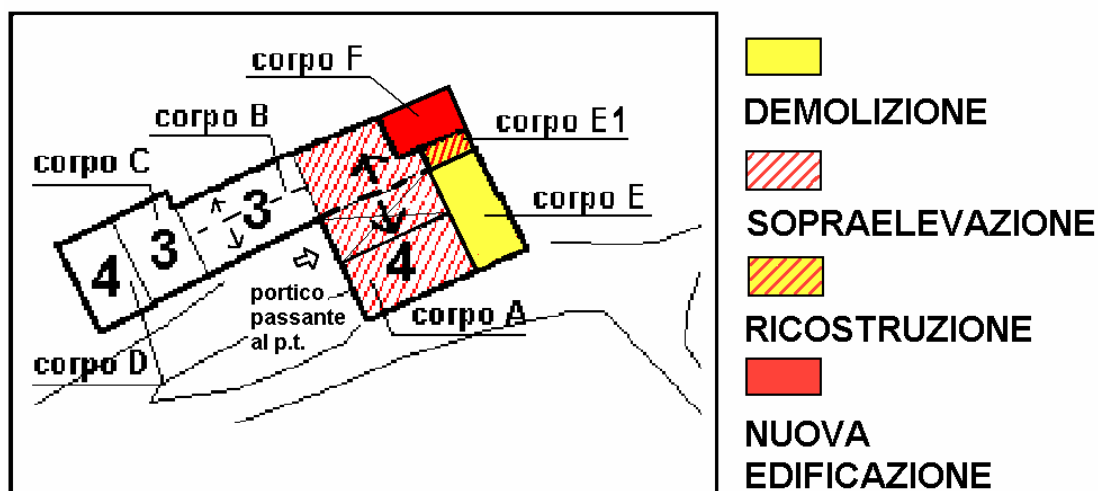 corpo F
corpo B
corpo E1
corpo C
corpo E
3
3
4
4
portico
passante
al p.t.
corpo A
corpo D
DEMOLIZIONE
SOPRAELEVAZIONE
RICOSTRUZIONE
NUOVA
EDIFICAZIONE